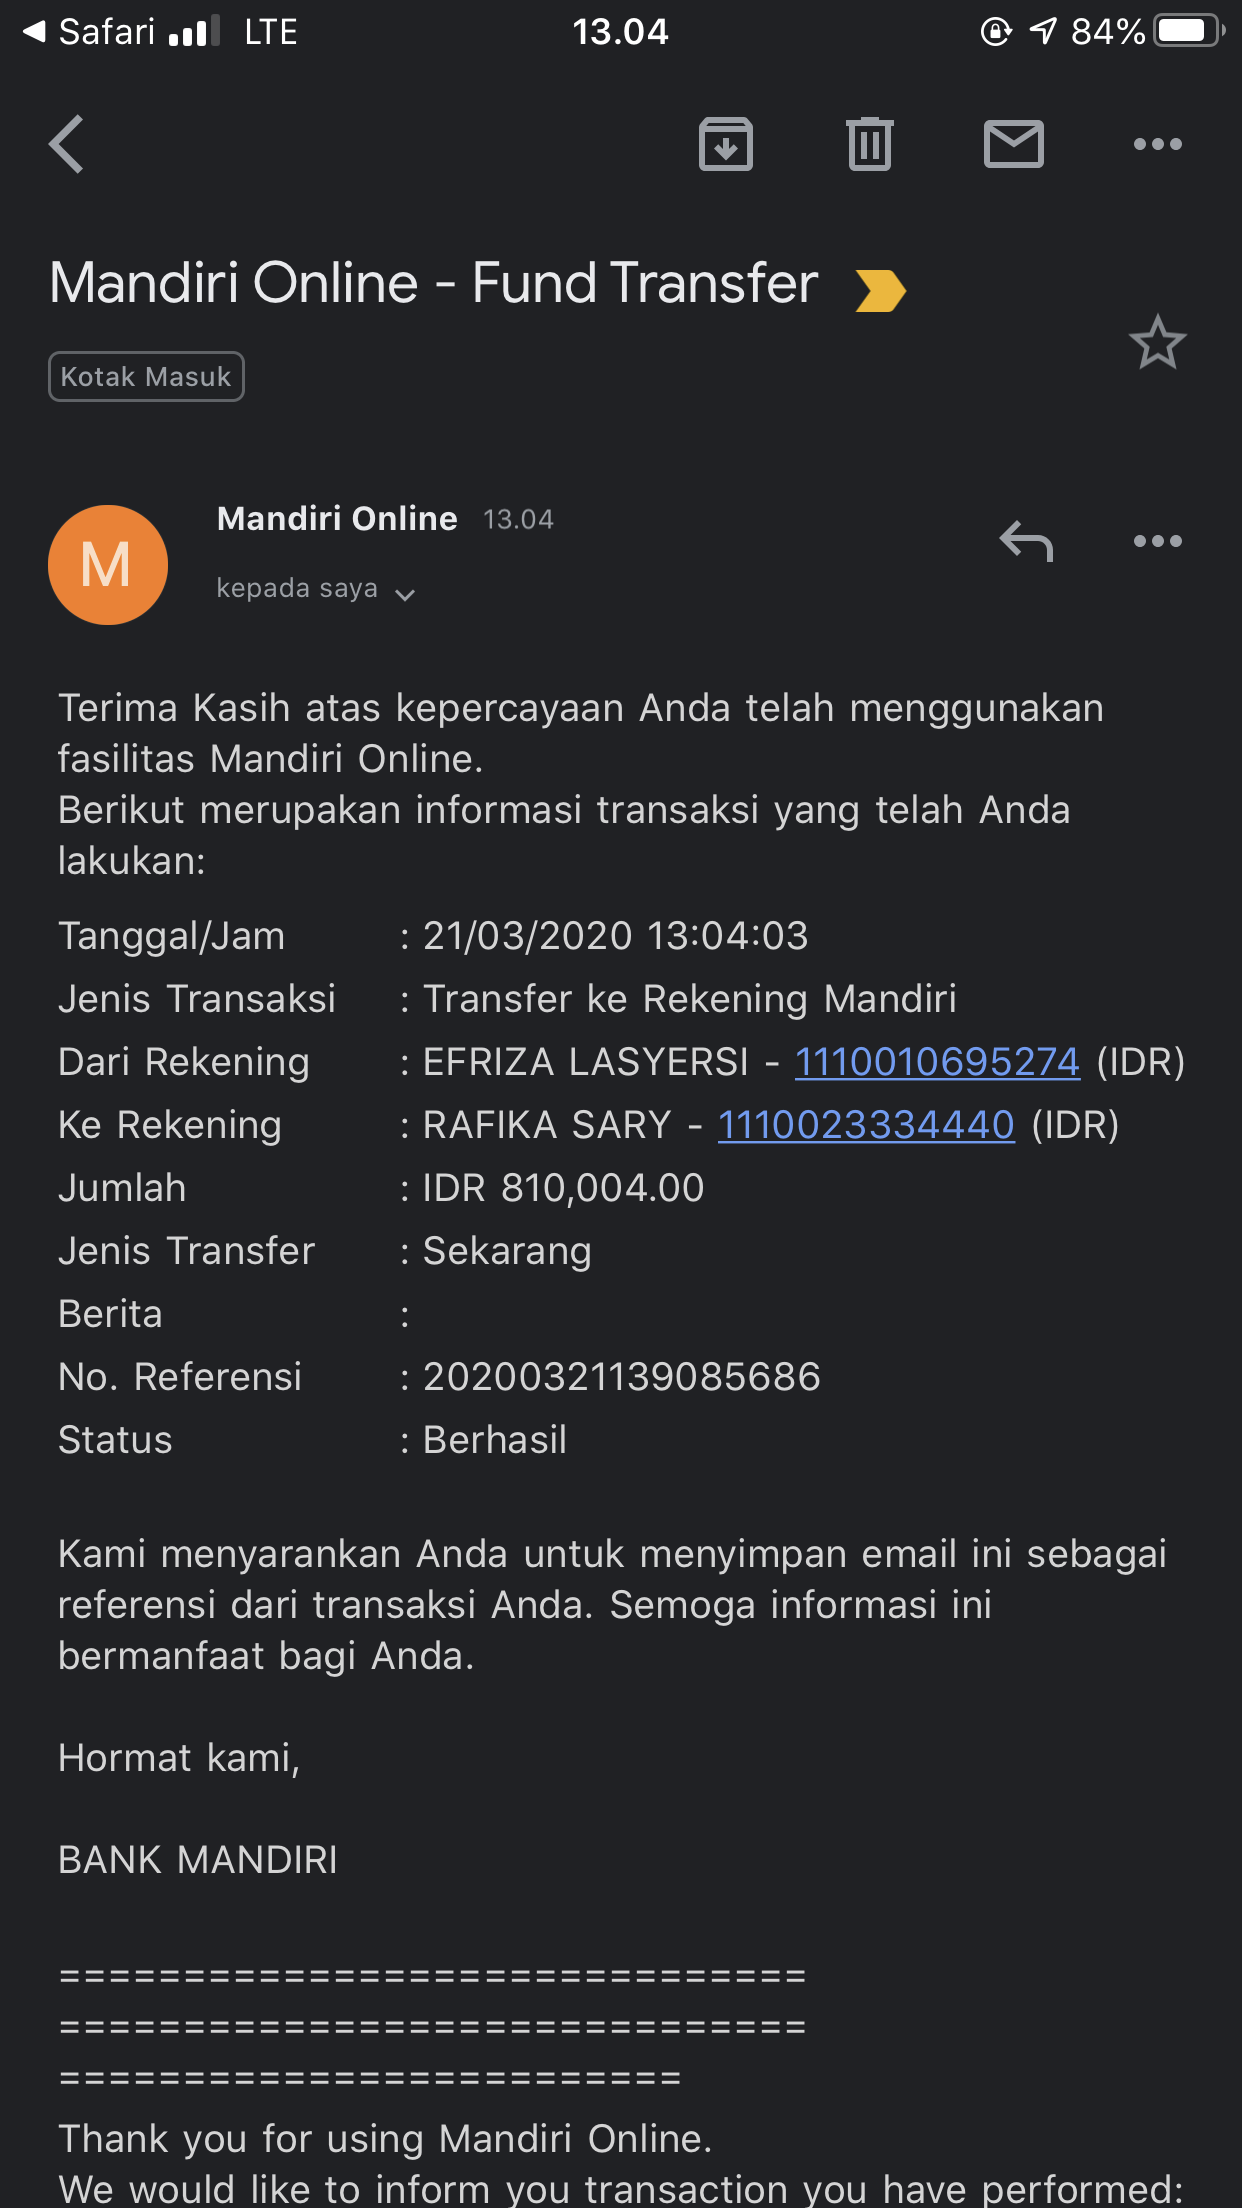 Safari LTE 13.04 84%
Mandiri Online - Fund Transfer
Kotak Masuk
M
Mandiri Online 13.04
kepada saya
Terima Kasih atas kepercayaan Anda telah menggunakan
fasilitas Mandiri Online.
Berikut merupakan informasi transaksi yang telah Anda
lakukan:
Tanggal/Jam : 21/03/2020 13:04:03
Jenis Transaksi : Transfer ke Rekening Mandiri
Dari Rekening : EFRIZA LASYERSI - 1110010695274 (IDR)
Ke Rekening : RAFIKA SARY - 1110023334440 (IDR)
Jumlah : IDR 810,004.00
Jenis Transfer : Sekarang
Berita :
No. Referensi : 20200321139085686
Status : Berhasil
Kami menyarankan Anda untuk menyimpan email ini sebagai
referensi dari transaksi Anda. Semoga informasi ini
bermanfaat bagi Anda.
Hormat kami,
BANK MANDIRI
==============================
==============================
=========================
Thank you for using Mandiri Online.
We would like to inform you transaction you have performed: